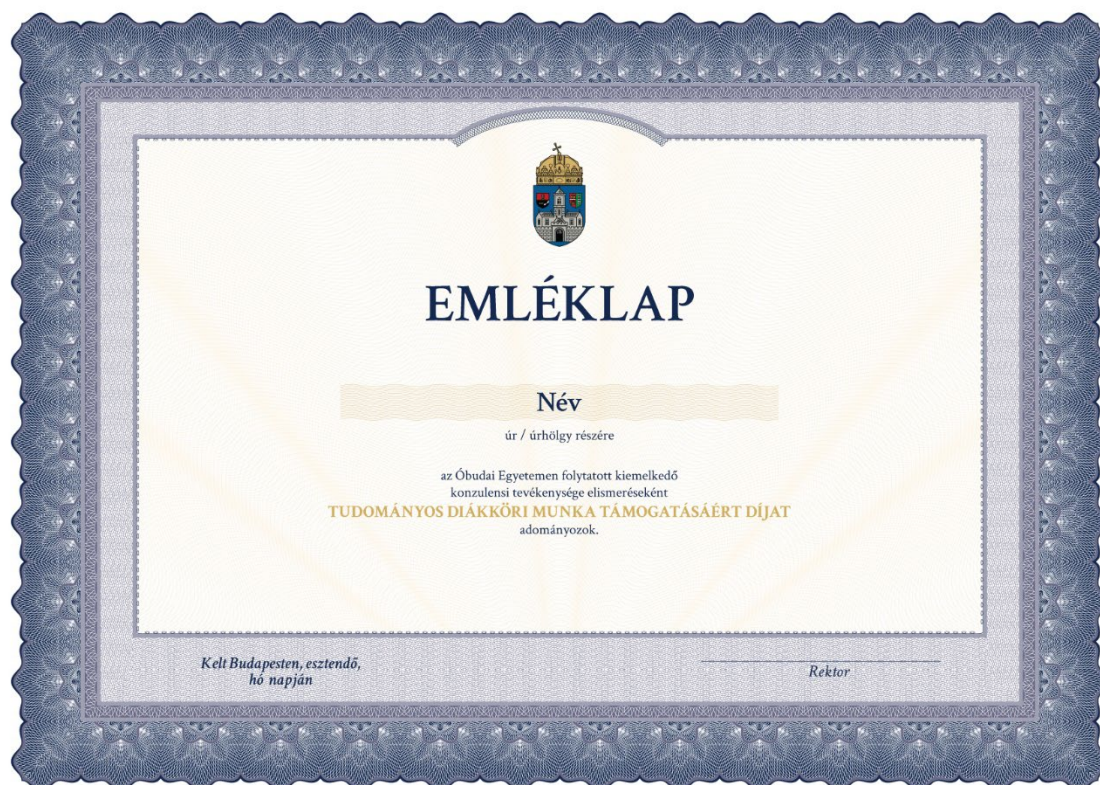 EMLÉKLAP
Név
úr / úrhölgy részére
az Óbudai Egyetemen folytatott kiemelkedő
konzulensi tevékenysége elismeréseként
TUDOMÁNYOS DIÁKKÖRI MUNKA TÁMOGATÁSÁÉRT DÍJAT
adományozok.
Kelt Budapesten, esztendő,
hó napján
Rektor